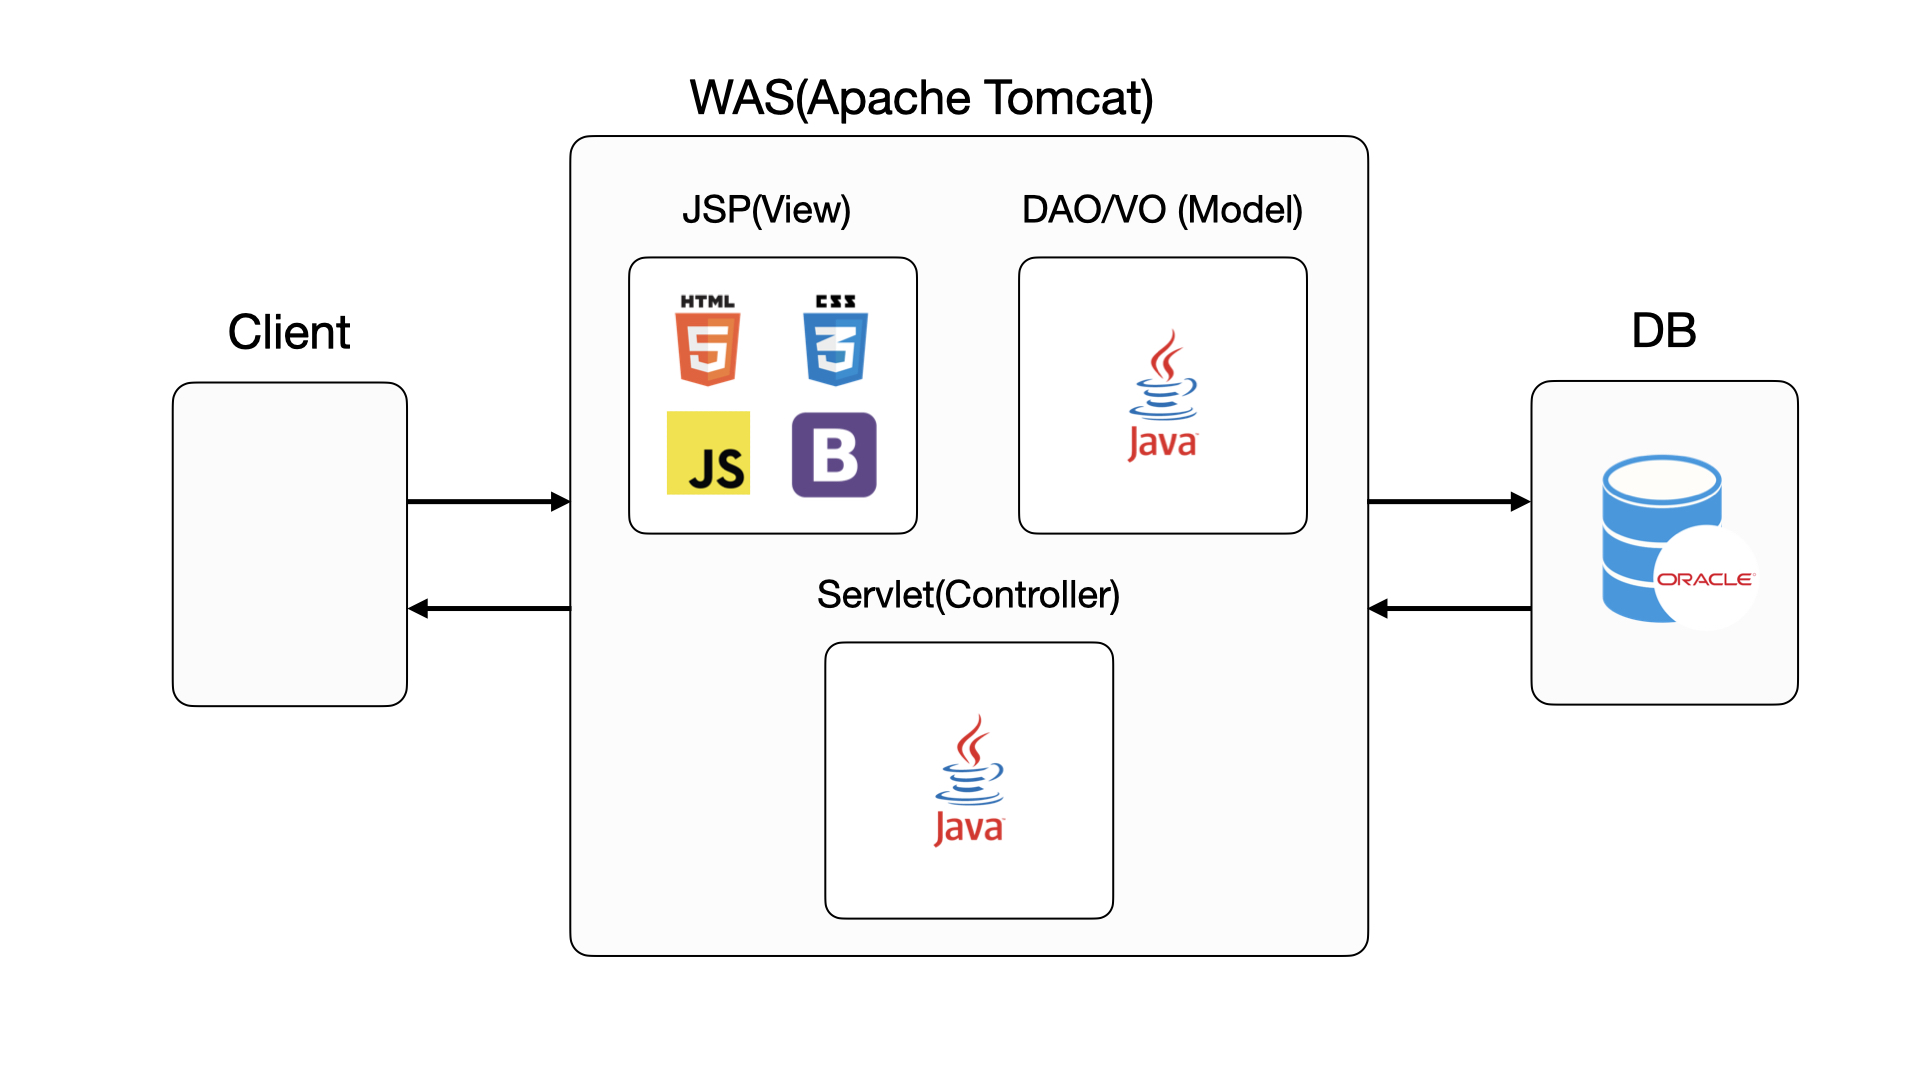 WAS(Apache Tomcat)
JSP(View)
DAO/VO (Model)
HTML
5
CSS
3
JS
B
Java
Client
DB
ORACLE
Servlet(Controller)
Java